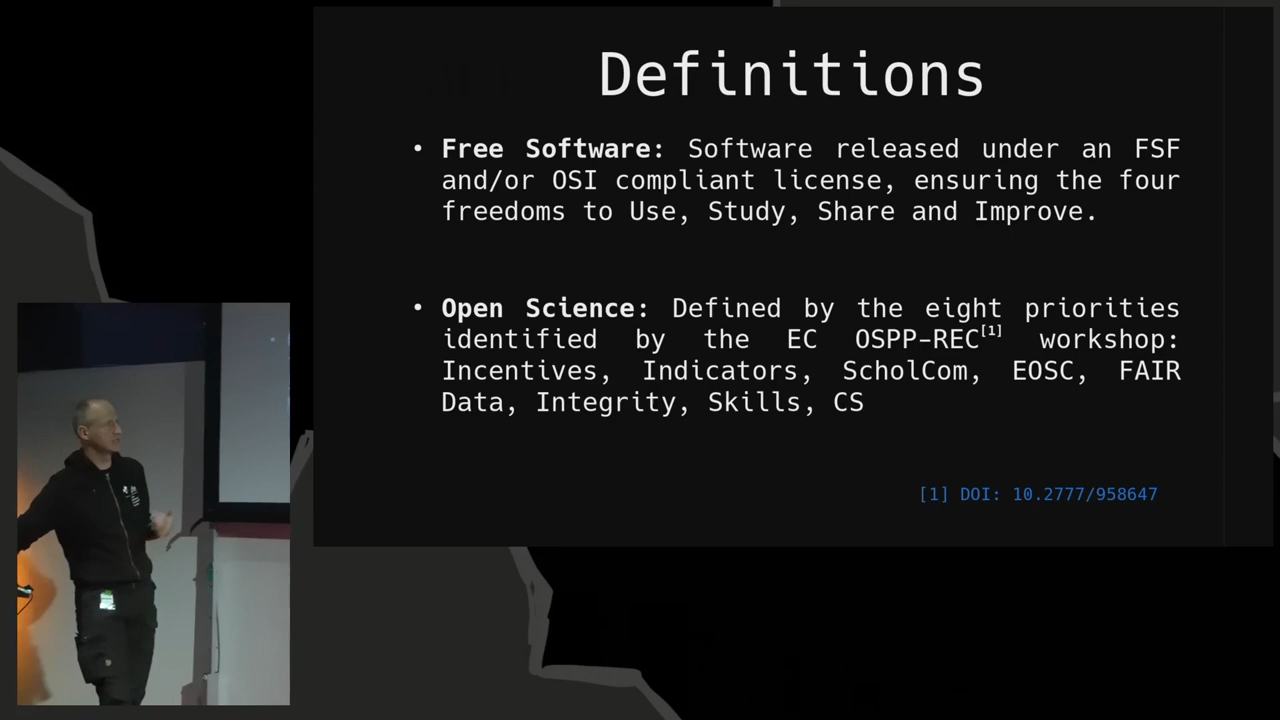 Definitions
• Free Software: Software released under an FSF
and/or OSI compliant license, ensuring the four
freedoms to Use, Study, Share and Improve.
• Open Science: Defined by the eight priorities
identified by the EC OSPP-REC[1] workshop:
Incentives, Indicators, ScholCom, EOSC, FAIR
Data, Integrity, Skills, CS
[1] DOI: 10.2777/958647